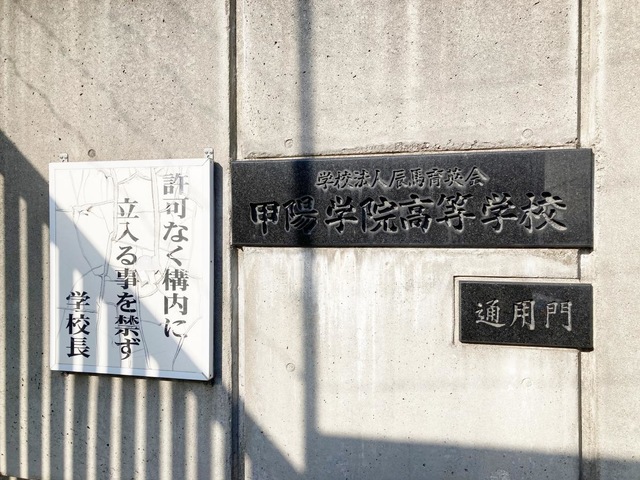 学校法人辰馬育英会
甲陽学院高等学校
通用門
許可なく構内に
立入る事を禁ず
学校長